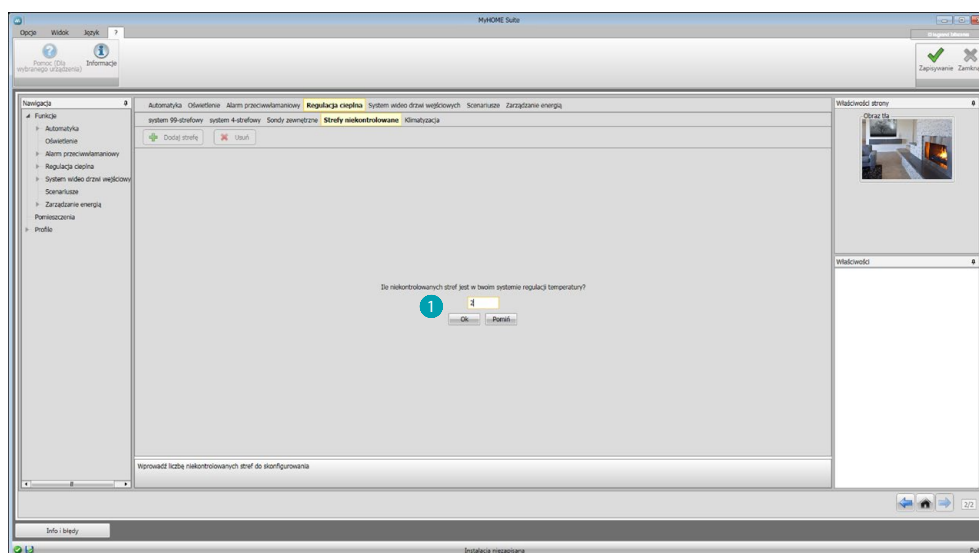 MyHOME Suite
Opcje Widok Język ?
Pomoc (Dla wybranego urządzenia)
Informacje
Zapisywanie
Nawigacja
Funkcje
Automatyka
Oświetlenie
Alarm przeciwwłamaniowy
Regulacja cieplna
System wideo drzwi wejściowy
Scenariusze
Zarządzanie energią
Pomieszczenia
Profile
Automatyka Oświetlenie Alarm przeciwwłamaniowy Regulacja cieplna System wideo drzwi wejściowych Scenariusze Zarządzanie energią
system 99-strefowy system 4-strefowy Sondy zewnętrzne Strefy niekontrolowane Klimatyzacja
Dodaj strefę Usuń
Ile niekontrolowanych stref jest w twoim systemie regulacji temperatury?
1
2
Ok Pomiń
Wprowadź liczbę niekontrolowanych stref do skonfigurowania
Właściwości strony
Obraz tła
Właściwości
2/2
Info i błędy
Instalacja niezapisana